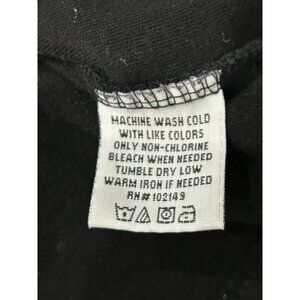 MACHINE WASH COLD
WITH LIKE COLORS
ONLY NON-CHLORINE
BLEACH WHEN NEEDED
TUMBLE DRY LOW
WARM IRON IF NEEDED
RN#102149